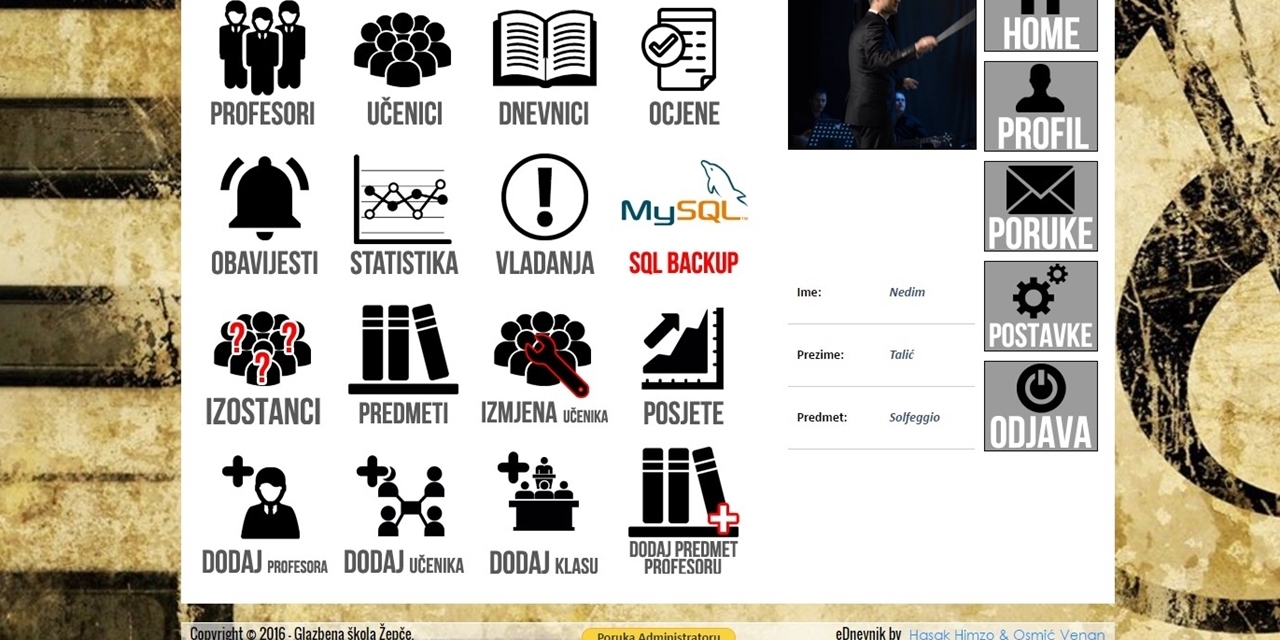 PROFESORI UČENICI DNEVNICI OCJENE
OBAVIJESTI STATISTIKA VLADANJA MySQL™
SQL BACKUP
IZOSTANCI PREDMETI IZMJENA UČENIKA POSJETE
DODAJ PROFESORA DODAJ UČENIKA DODAJ KLASU DODAJ PREDMET
PROFESORU
Ime: Nedim
Prezime: Talić
Predmet: Solfeggio
HOME
PROFIL
PORUKE
POSTAVKE
ODJAVA
Copyright © 2016 - Glazbena škola Žepče.
Poruka Administratoru
eDnevnik by Hasak Himzo & Osmić Venan